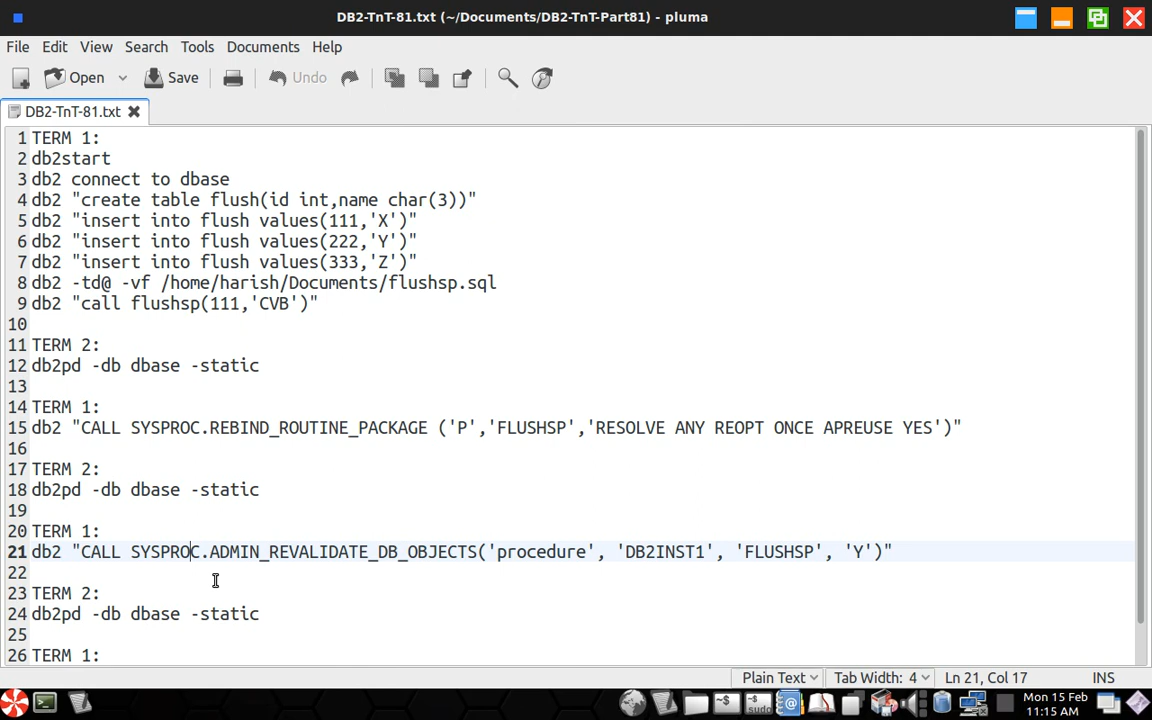 DB2-TnT-81.txt (~/Documents/DB2-TnT-Part81) - pluma
File Edit View Search Tools Documents Help
Open Save Undo
DB2-TnT-81.txt
1 TERM 1:
2 db2start
3 db2 connect to dbase
4 db2 "create table flush(id int,name char(3))"
5 db2 "insert into flush values(111,'X')"
6 db2 "insert into flush values(222,'Y')"
7 db2 "insert into flush values(333,'Z')"
8 db2 -td@ -vf /home/harish/Documents/flushsp.sql
9 db2 "call flushsp(111,'CVB')"
10
11 TERM 2:
12 db2pd -db dbase -static
13
14 TERM 1:
15 db2 "CALL SYSPROC.REBIND_ROUTINE_PACKAGE ('P','FLUSHSP','RESOLVE ANY REOPT ONCE APREUSE YES')"
16
17 TERM 2:
18 db2pd -db dbase -static
19
20 TERM 1:
21 db2 "CALL SYSPROC.ADMIN_REVALIDATE_DB_OBJECTS('procedure', 'DB2INST1', 'FLUSHSP', 'Y')"
22
23 TERM 2:
24 db2pd -db dbase -static
25
26 TERM 1:
Plain Text Tab Width: 4 Ln 21, Col 17 INS
Mon 15 Feb
11:15 AM
sudo